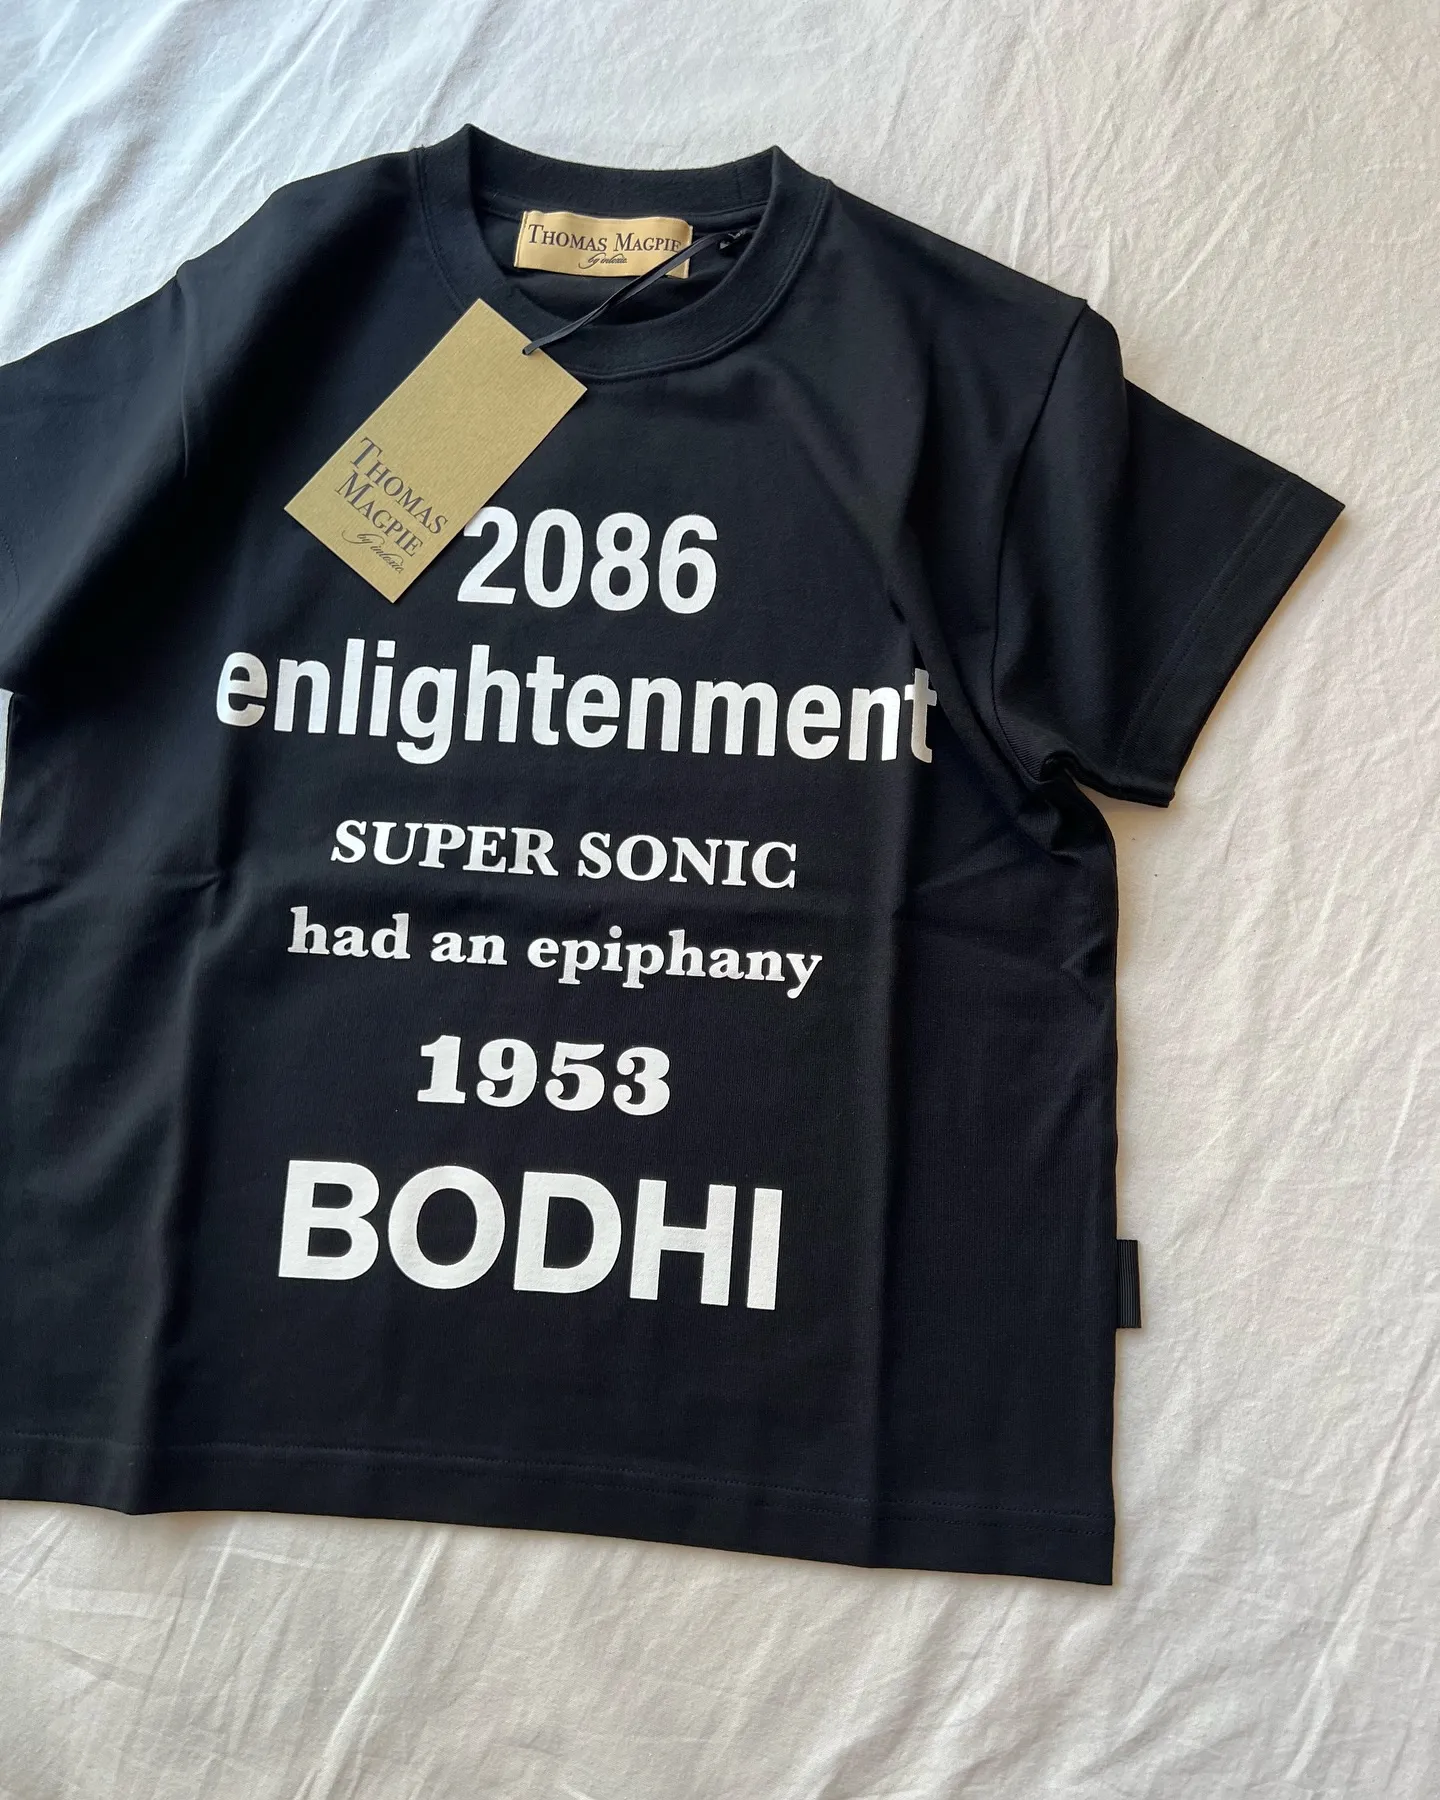 THOMAS MAGPIE
THOMAS
MAGPIE
2086
enlightenment
SUPER SONIC
had an epiphany
1953
BODHI